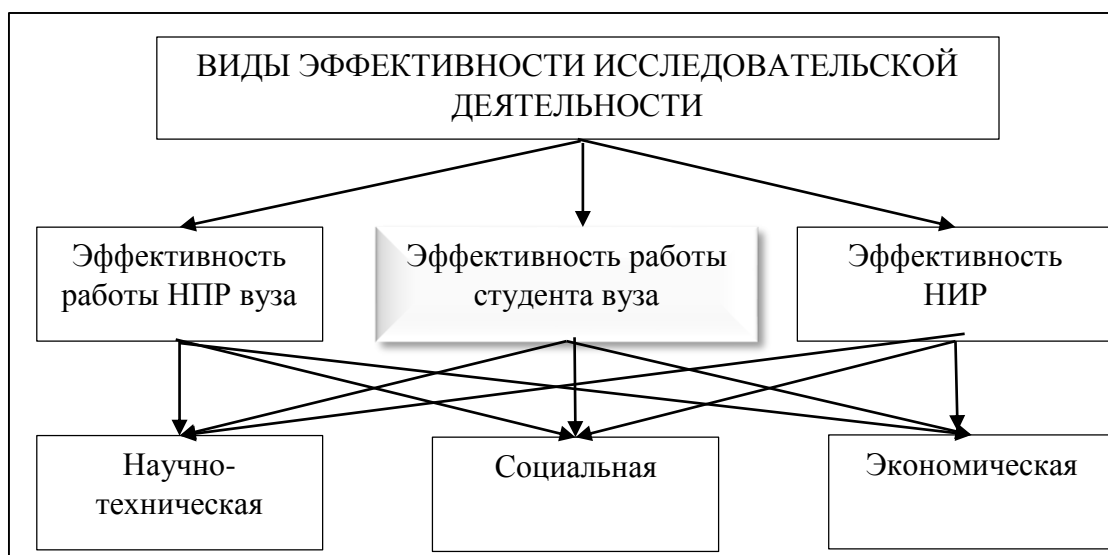 ВИДЫ ЭФФЕКТИВНОСТИ ИССЛЕДОВАТЕЛЬСКОЙ
ДЕЯТЕЛЬНОСТИ
Эффективность
работы НПР вуза
Эффективность работы
студента вуза
Эффективность
НИР
Научно-
техническая
Социальная
Экономическая